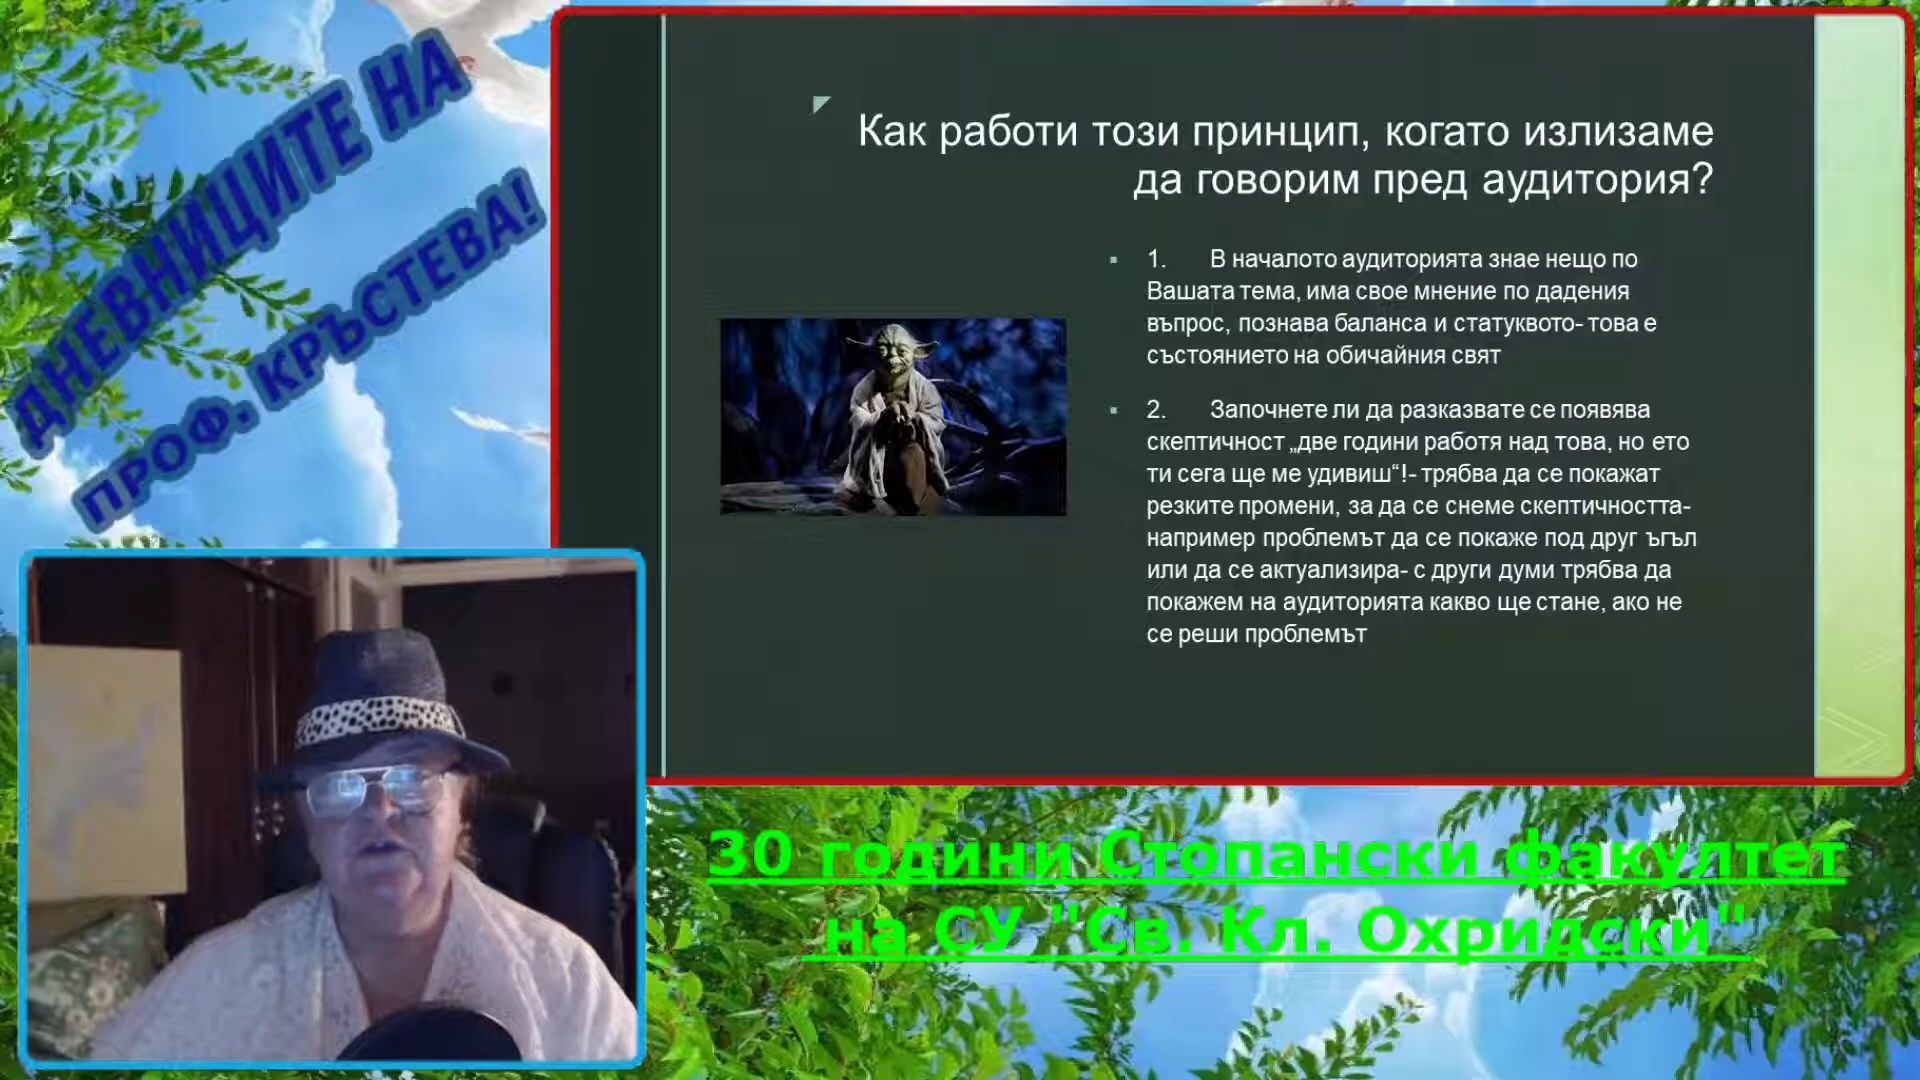 ДНЕВНИЦИТЕ НА
ПРОФ. КРЪСТЕВА!
Как работи този принцип, когато излизаме
да говорим пред аудитория?
▪ 1. В началото аудиторията знае нещо по
Вашата тема, има свое мнение по дадения
въпрос, познава баланса и статуквото- това е
състоянието на обичайния свят
▪ 2. Започнете ли да разказвате се появява
скептичност „две години работя над това, но ето
ти сега ще ме удивиш“!- трябва да се покажат
резките промени, за да се снеме скептичността-
например проблемът да се покаже под друг ъгъл
или да се актуализира- с други думи трябва да
покажем на аудиторията какво ще стане, ако не
се реши проблемът
30 години Стопански факултет
на СУ "Св. Кл. Охридски"